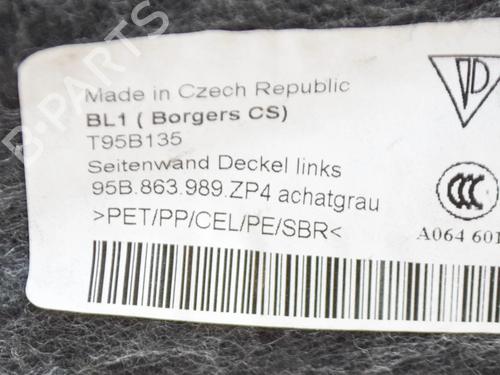 Made in Czech Republic
BL1 ( Borgers CS)
T95B135
Seitenwand Deckel links
95B.863.989.ZP4 achatgrau
>PET/PP/CEL/PE/SBR<
CCC
A064 601
B-PARTS